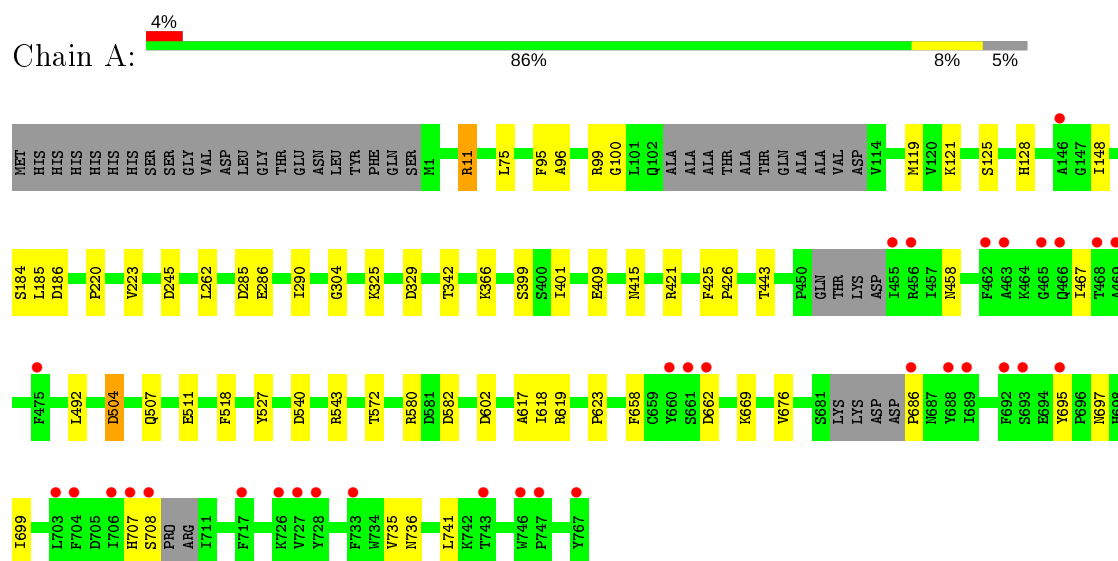 4%
Chain A:
86% 8% 5%
MET HIS HIS HIS HIS HIS HIS SER SER GLY VAL ASP LEU GLY THR GLU ASN LEU TYR PHE GLN SER M1 R11 L75 F95 A96 R99 G100 L101 Q102 ALA ALA ALA THR ALA THR GLN ALA ALA VAL ASP V114 M119 V120 K121 S125 H128 A146 G147 I148
S184 L185 D186 P220 V223 D245 L262 D285 E286 I290 G304 K325 D329 T342 K366 S399 S400 I401 E409 N415 R421 F425 P426 T443 P450 GLN THR LYS ASP I455 R456 I457 N458 F462 A463 K464 G465 Q466 I467 T468 A469
F475 L492 D504 Q507 E511 F518 Y527 D540 R543 T572 R580 D581 D582 D602 A617 I618 R619 P623 F658 C659 Y660 S661 D662 K669 V676 S681 LYS LYS ASP ASP P686 N687 Y688 I689 F692 S693 E694 Y695 P696 N697 H698
I699 L703 F704 D705 I706 H707 S708 PRO ARG I711 F717 K726 V727 Y728 F733 W734 V735 N736 L741 K742 T743 W746 P747 Y767